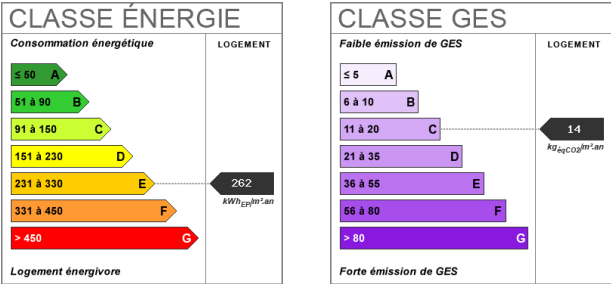 CLASSE ÉNERGIE
Consommation énergétique
LOGEMENT
≤ 50 A
51 à 90 B
91 à 150 C
151 à 230 D
231 à 330 E
262
kWhEP/m².an
331 à 450 F
> 450 G
Logement énergivore
CLASSE GES
Faible émission de GES
LOGEMENT
≤ 5 A
6 à 10 B
11 à 20 C
14
kgéqCO2/m².an
21 à 35 D
36 à 55 E
56 à 80 F
> 80 G
Forte émission de GES